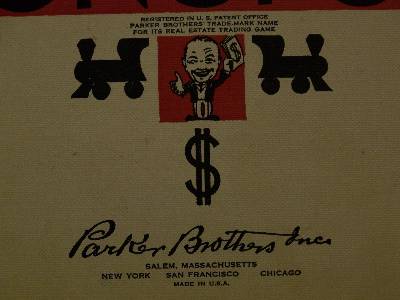 REGISTERED IN U.S. PATENT OFFICE
PARKER BROTHERS' TRADE-MARK NAME
FOR ITS REAL ESTATE TRADING GAME
$
$
Parker Brothers Inc.
SALEM, MASSACHUSETTS
NEW YORK SAN FRANCISCO CHICAGO
MADE IN U.S.A.